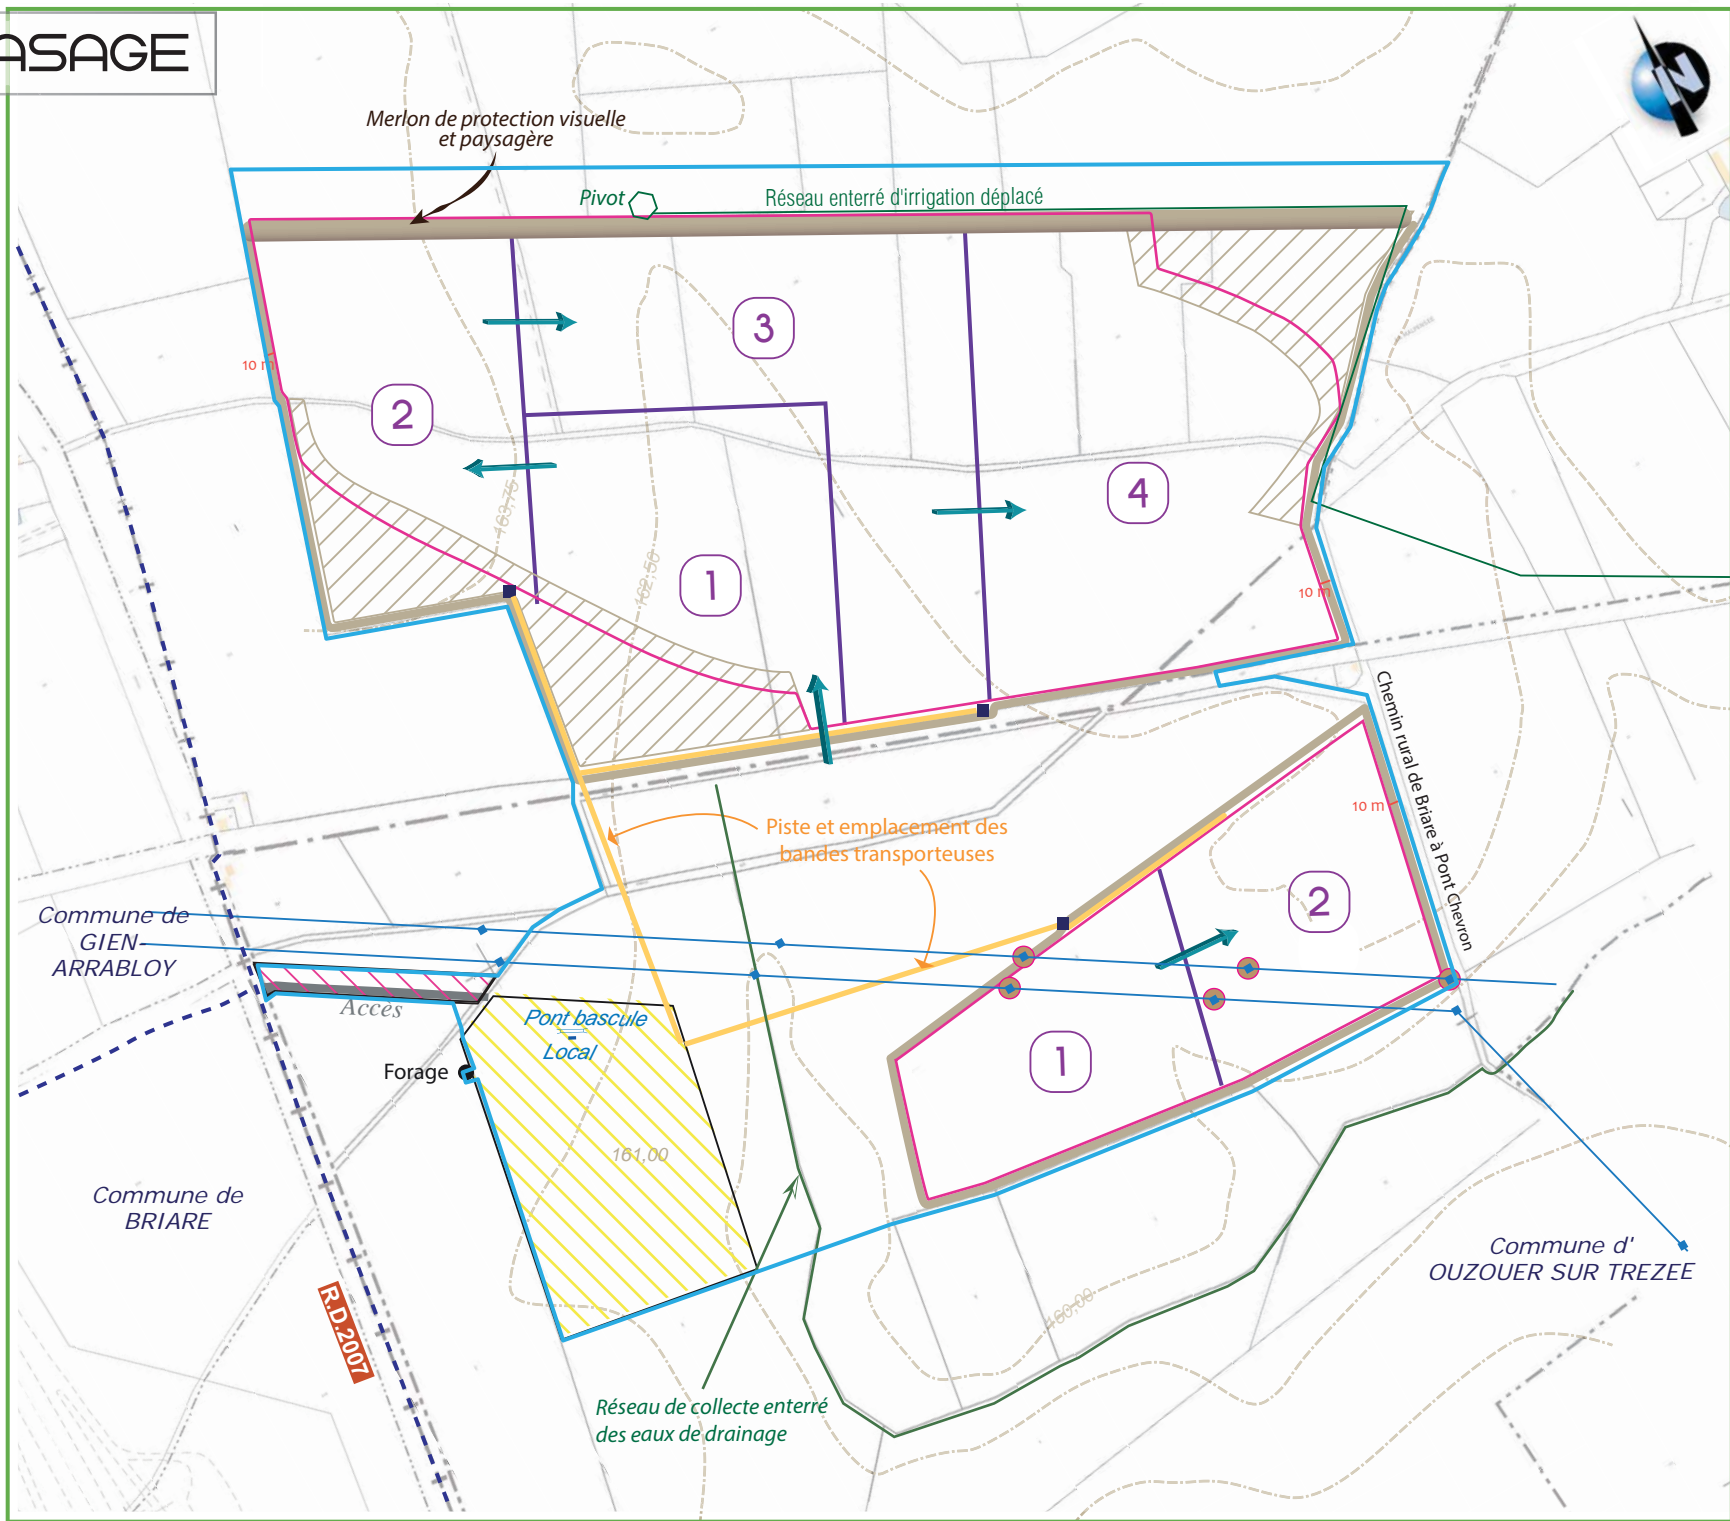 ASAGE
N
Merlon de protection visuelle
et paysagère
Pivot
Réseau enterré d'irrigation déplacé
3
10 m
2
4
163,75
162,50
1
10 m
Chemin rural de Briare à Pont Chevron
10 m
Piste et emplacement des
bandes transporteuses
2
Commune de
GIEN-
ARRABLOY
Accès
Pont bascule
Local
Forage
1
161,00
Commune de
BRIARE
Commune d'
OUZOUER SUR TREZEE
160,00
R.D.2007
Réseau de collecte enterré
des eaux de drainage